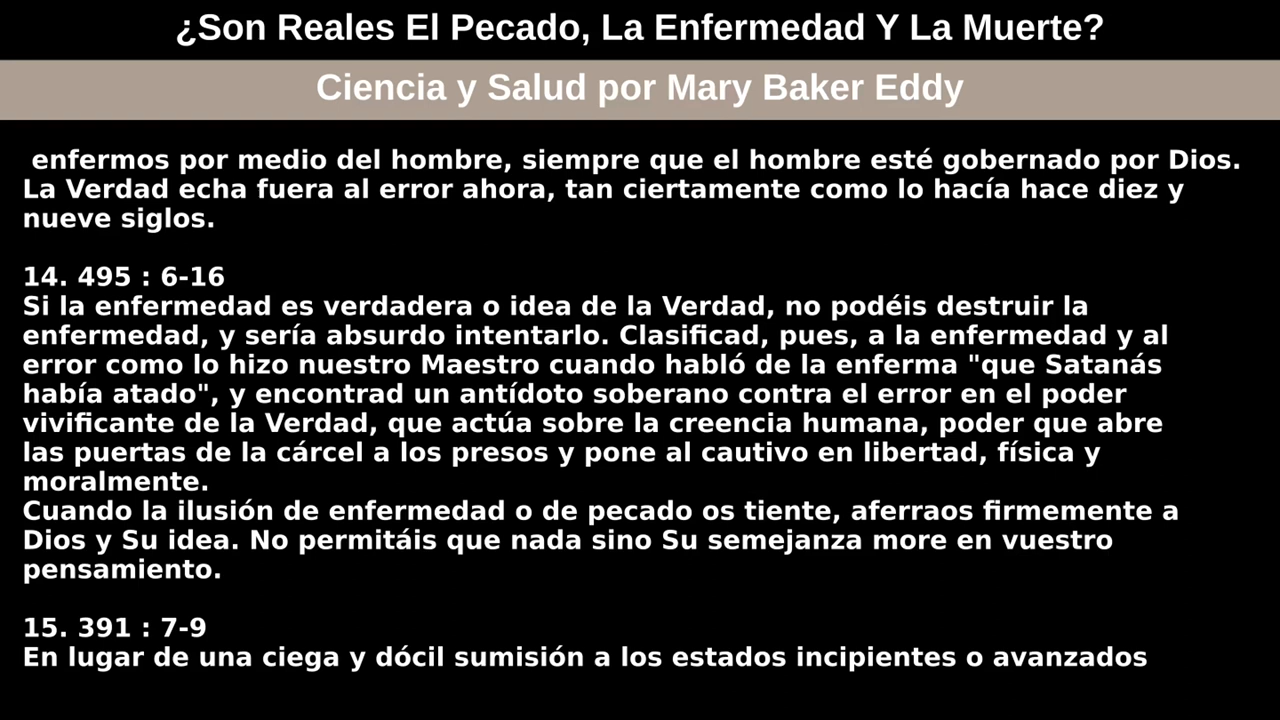 ¿Son Reales El Pecado, La Enfermedad Y La Muerte?
Ciencia y Salud por Mary Baker Eddy
enfermos por medio del hombre, siempre que el hombre esté gobernado por Dios.
La Verdad echa fuera al error ahora, tan ciertamente como lo hacía hace diez y
nueve siglos.
14. 495 : 6-16
Si la enfermedad es verdadera o idea de la Verdad, no podéis destruir la
enfermedad, y sería absurdo intentarlo. Clasificad, pues, a la enfermedad y al
error como lo hizo nuestro Maestro cuando habló de la enferma "que Satanás
había atado", y encontrad un antídoto soberano contra el error en el poder
vivificante de la Verdad, que actúa sobre la creencia humana, poder que abre
las puertas de la cárcel a los presos y pone al cautivo en libertad, física y
moralmente.
Cuando la ilusión de enfermedad o de pecado os tiente, aferraos firmemente a
Dios y Su idea. No permitáis que nada sino Su semejanza more en vuestro
pensamiento.
15. 391 : 7-9
En lugar de una ciega y dócil sumisión a los estados incipientes o avanzados